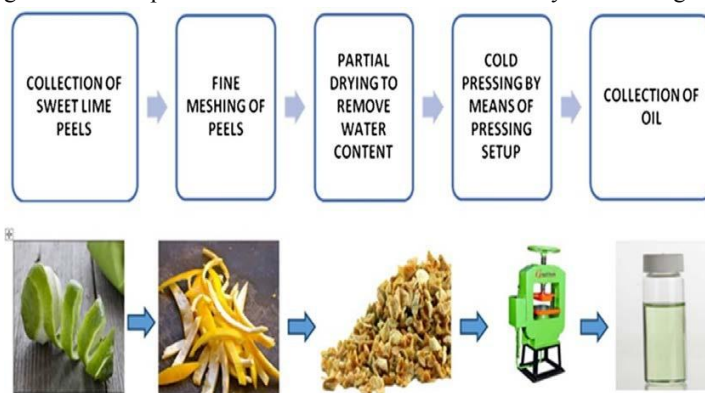 COLLECTION OF
SWEET LIME
PEELS
FINE
MESHING OF
PEELS
PARTIAL
DRYING TO
REMOVE
WATER
CONTENT
COLD
PRESSING BY
MEANS OF
PRESSING
SETUP
COLLECTION OF
OIL